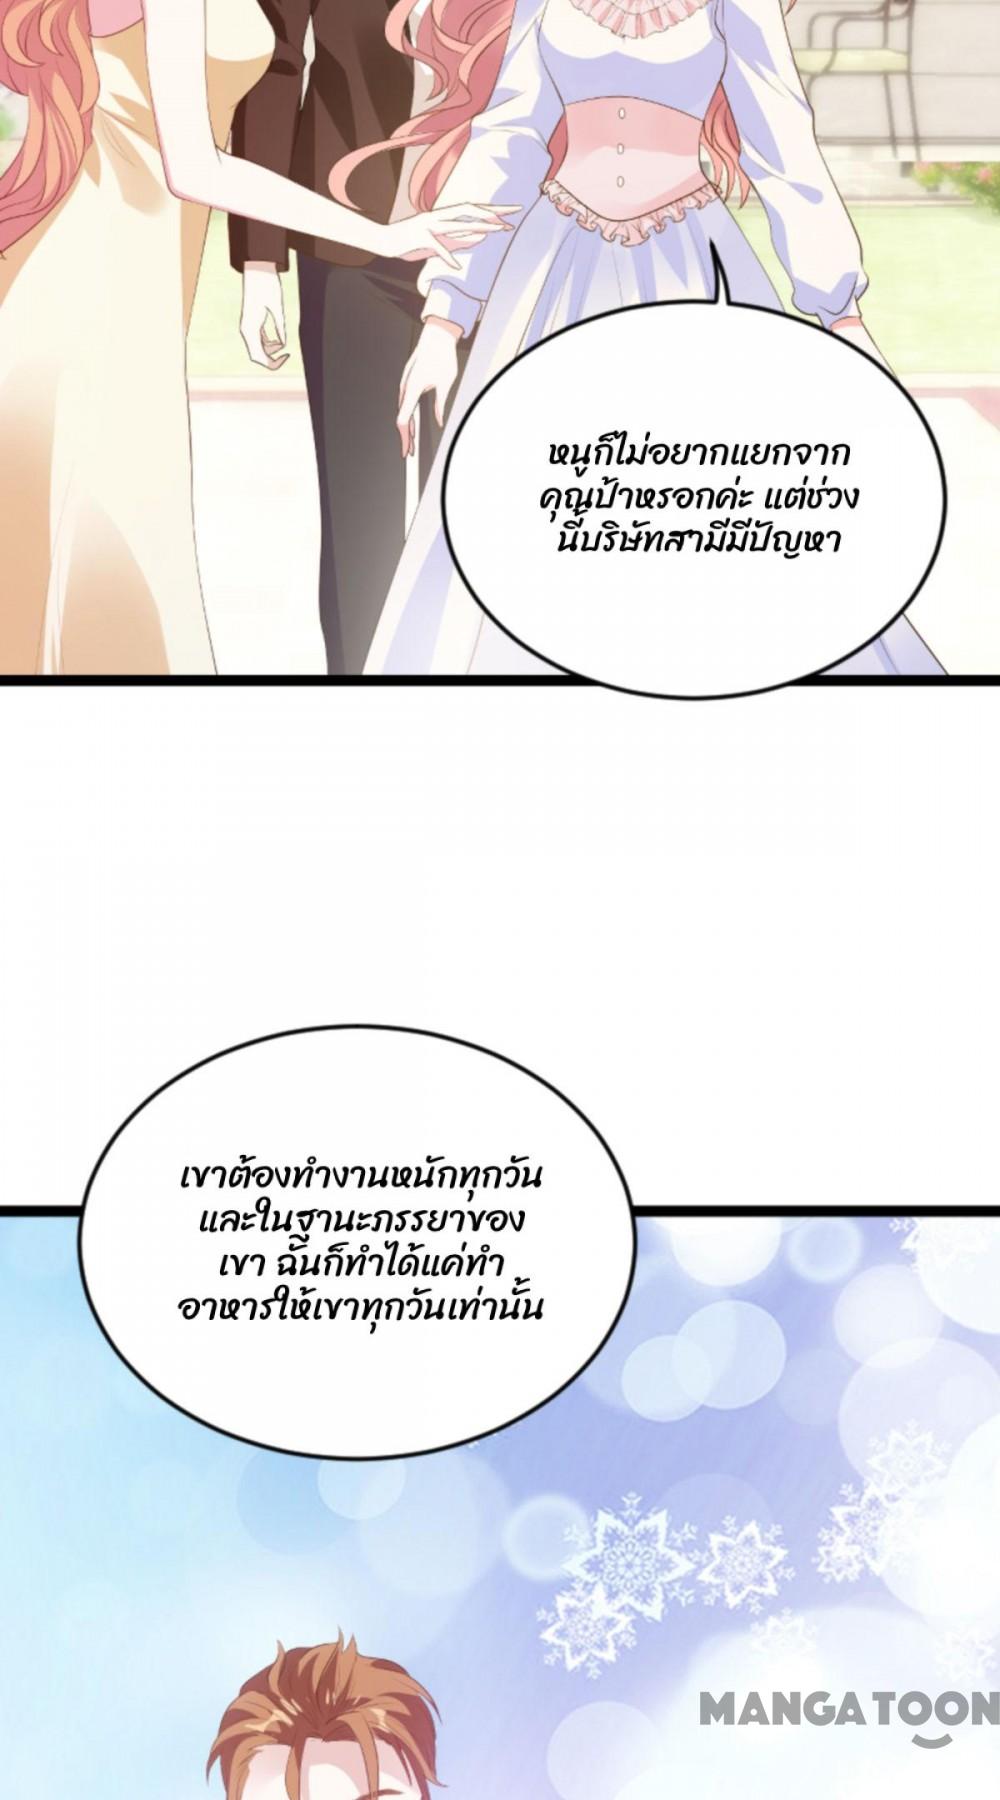 หนูก็ไม่อยากแยกจาก
คุณป้าหรอกค่ะ แต่ช่วง
นี้บริษัทสามีมีปัญหา
เขาต้องทำงานหนักทุกวัน
และในฐานะภรรยาของ
เขา ฉันก็ทำได้แค่ทำ
อาหารให้เขาทุกวันเท่านั้น
MANGATOON